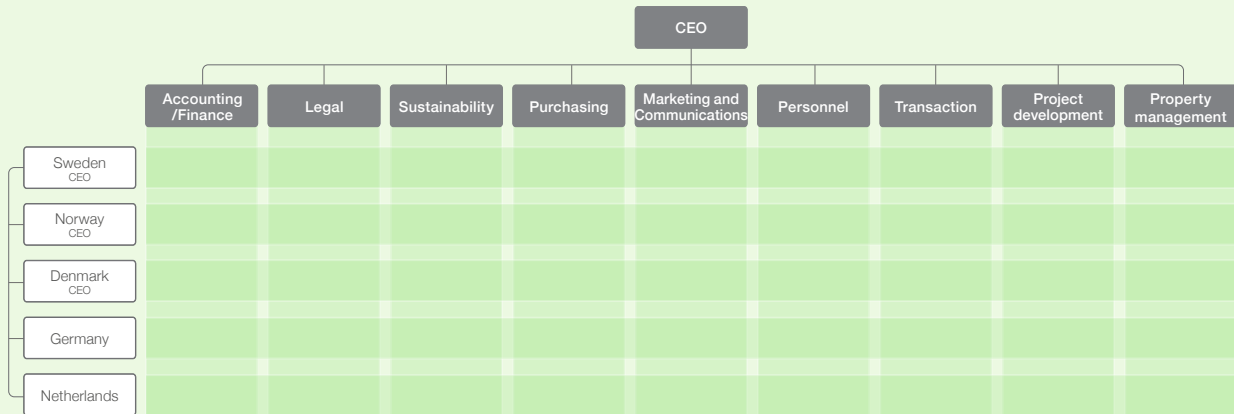 CEO
Accounting
/Finance
Legal
Sustainability
Purchasing
Marketing and
Communications
Personnel
Transaction
Project
development
Property
management
Sweden
CEO
Norway
CEO
Denmark
CEO
Germany
Netherlands